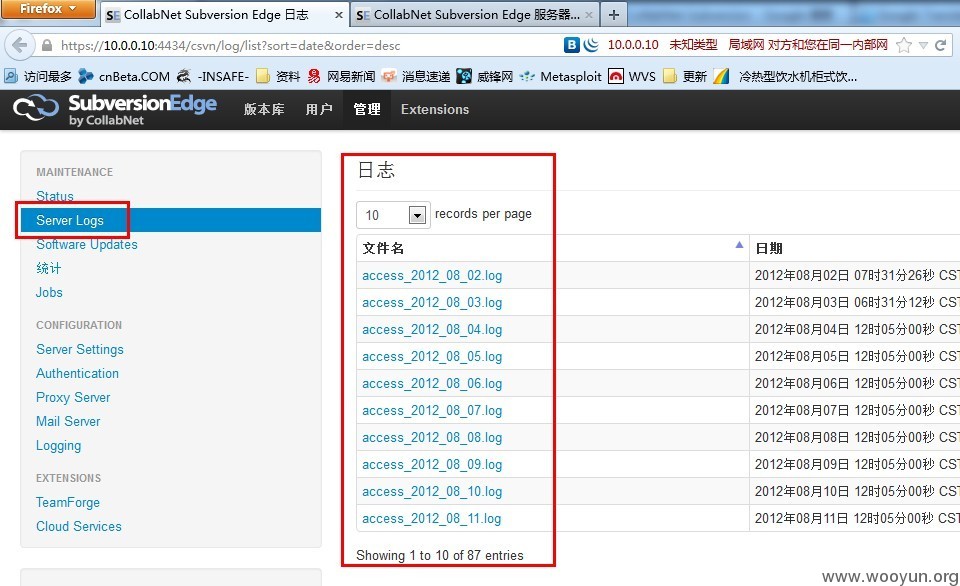 Firefox
CollabNet Subversion Edge 日志
CollabNet Subversion Edge 服务器...
https://10.0.0.10:4434/csvn/log/list?sort=date&order=desc
10.0.0.10 未知类型 局域网 对方和您在同一内部网
访问最多 cnBeta.COM -INSAFE- 资料 网易新闻 消息速递 威锋网 Metasploit WVS 更新 冷热型饮水机柜式饮...
SubversionEdge
by CollabNet
版本库 用户 管理 Extensions
MAINTENANCE
Status
Server Logs
Software Updates
统计
Jobs
CONFIGURATION
Server Settings
Authentication
Proxy Server
Mail Server
Logging
EXTENSIONS
TeamForge
Cloud Services
日志
10 records per page
文件名 日期
access_2012_08_02.log 2012年08月02日 07时31分26秒 CST
access_2012_08_03.log 2012年08月03日 06时31分12秒 CST
access_2012_08_04.log 2012年08月04日 12时05分00秒 CST
access_2012_08_05.log 2012年08月05日 12时05分00秒 CST
access_2012_08_06.log 2012年08月06日 12时05分00秒 CST
access_2012_08_07.log 2012年08月07日 12时05分00秒 CST
access_2012_08_08.log 2012年08月08日 12时05分00秒 CST
access_2012_08_09.log 2012年08月09日 12时05分00秒 CST
access_2012_08_10.log 2012年08月10日 12时05分00秒 CST
access_2012_08_11.log 2012年08月11日 12时05分00秒 CST
Showing 1 to 10 of 87 entries
www.wooyun.org